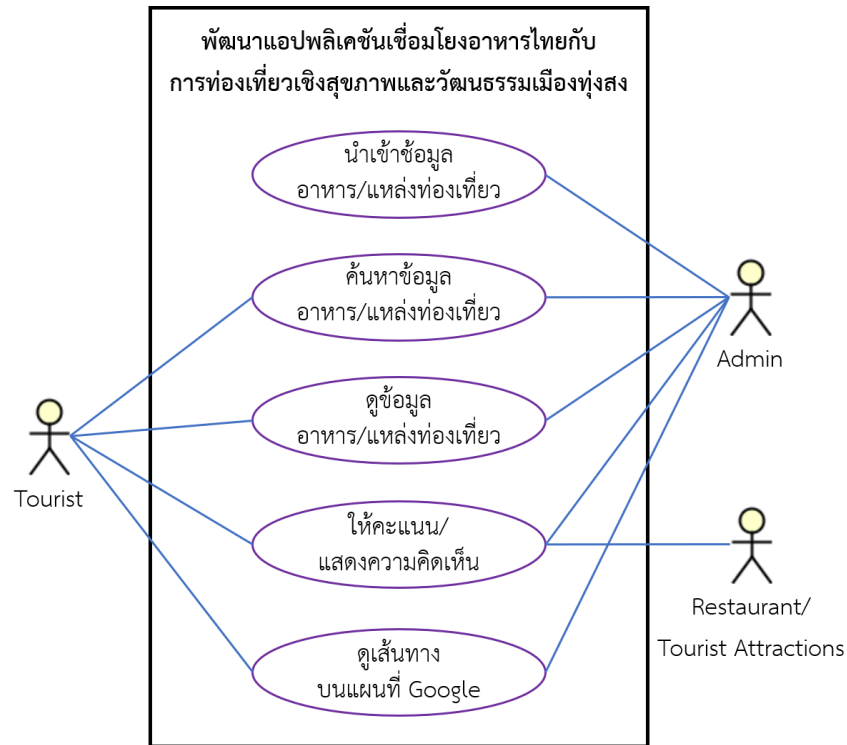 พัฒนาแอปพลิเคชันเชื่อมโยงอาหารไทยกับ
การท่องเที่ยวเชิงสุขภาพและวัฒนธรรมเมืองทุ่งสง
นำเข้าช้อมูล
อาหาร/แหล่งท่องเที่ยว
ค้นหาข้อมูล
อาหาร/แหล่งท่องเที่ยว
Admin
ดูข้อมูล
อาหาร/แหล่งท่องเที่ยว
Tourist
ให้คะแนน/
แสดงความคิดเห็น
Restaurant/
Tourist Attractions
ดูเส้นทาง
บนแผนที่ Google